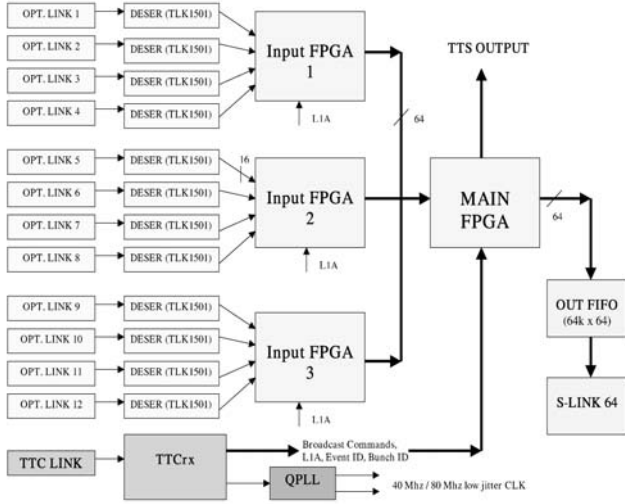 OPT. LINK 1
DESER (TLK1501)
OPT. LINK 2
DESER (TLK1501)
OPT. LINK 3
DESER (TLK1501)
OPT. LINK 4
DESER (TLK1501)
Input FPGA
1
L1A
64
TTS OUTPUT
OPT. LINK 5
DESER (TLK1501)
16
OPT. LINK 6
DESER (TLK1501)
OPT. LINK 7
DESER (TLK1501)
OPT. LINK 8
DESER (TLK1501)
Input FPGA
2
L1A
MAIN
FPGA
64
OPT. LINK 9
DESER (TLK1501)
OPT. LINK 10
DESER (TLK1501)
OPT. LINK 11
DESER (TLK1501)
OPT. LINK 12
DESER (TLK1501)
Input FPGA
3
L1A
OUT FIFO
(64k x 64)
S-LINK 64
TTC LINK
TTCrx
Broadcast Commands,
L1A, Event ID, Bunch ID
QPLL
40 Mhz / 80 Mhz low jitter CLK